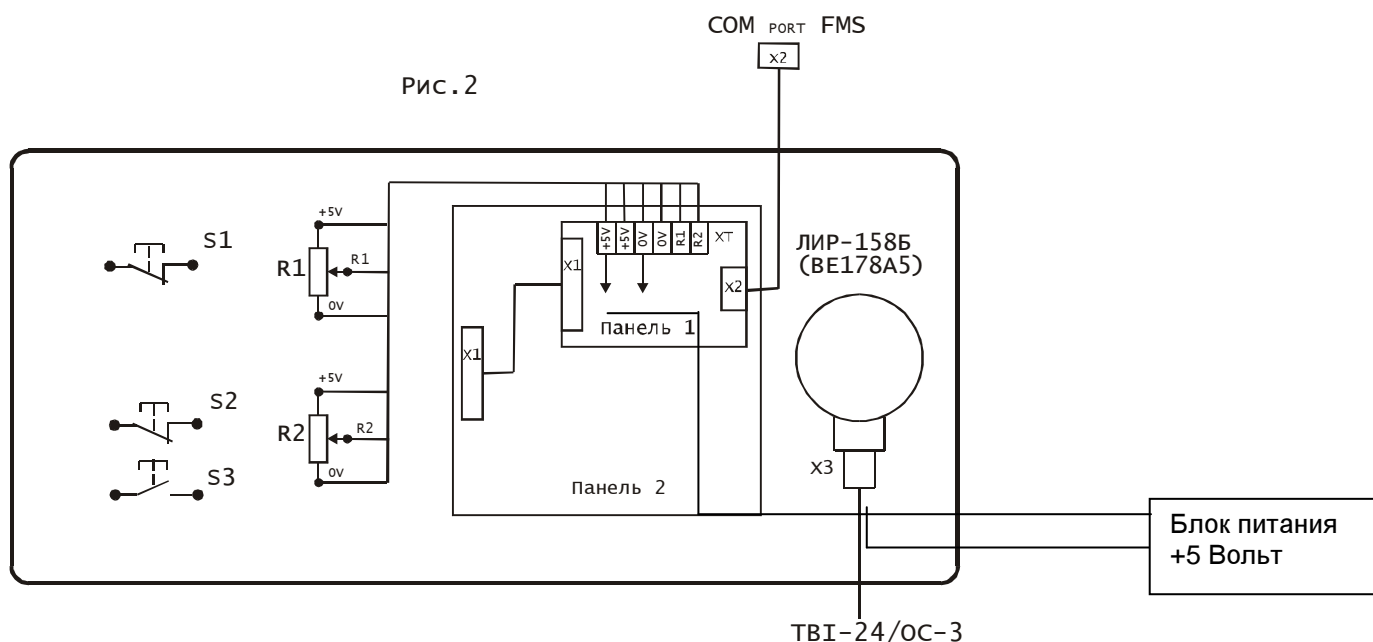 COM PORT FMS
X2
Рис.2
S1
+5V
R1
R1
0V
S2
+5V
R2
R2
0V
S3
+5V
+5V
0V
0V
R1
R2
XT
X1
X2
Панель 1
X1
Панель 2
ЛИР-158Б
(ВЕ178А5)
X3
Блок питания
+5 Вольт
TBI-24/ОС-3